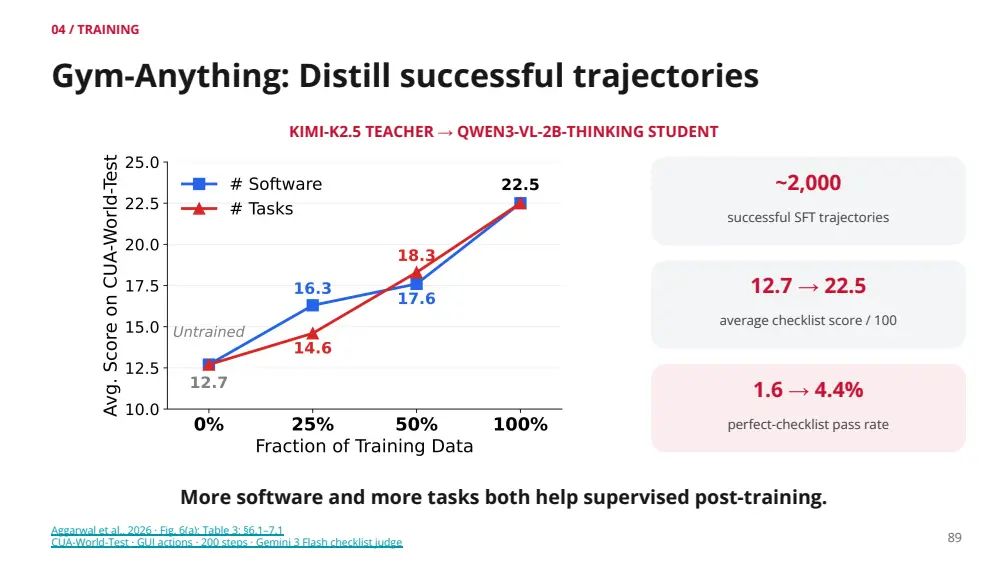 04 / TRAINING
Gym-Anything: Distill successful trajectories
KIMI-K2.5 TEACHER → QWEN3-VL-2B-THINKING STUDENT
Avg. Score on CUA-World-Test
25.0
22.5
20.0
17.5
15.0
12.5
10.0
# Software
# Tasks
Untrained
12.7
16.3
14.6
18.3
17.6
22.5
0%
25%
50%
100%
Fraction of Training Data
~2,000
successful SFT trajectories
12.7 → 22.5
average checklist score / 100
1.6 → 4.4%
perfect-checklist pass rate
More software and more tasks both help supervised post-training.
Aggarwal et al., 2026 · Fig. 6(a); Table 3; §6.1–7.1
CUA-World-Test · GUI actions · 200 steps · Gemini 3 Flash checklist judge
89